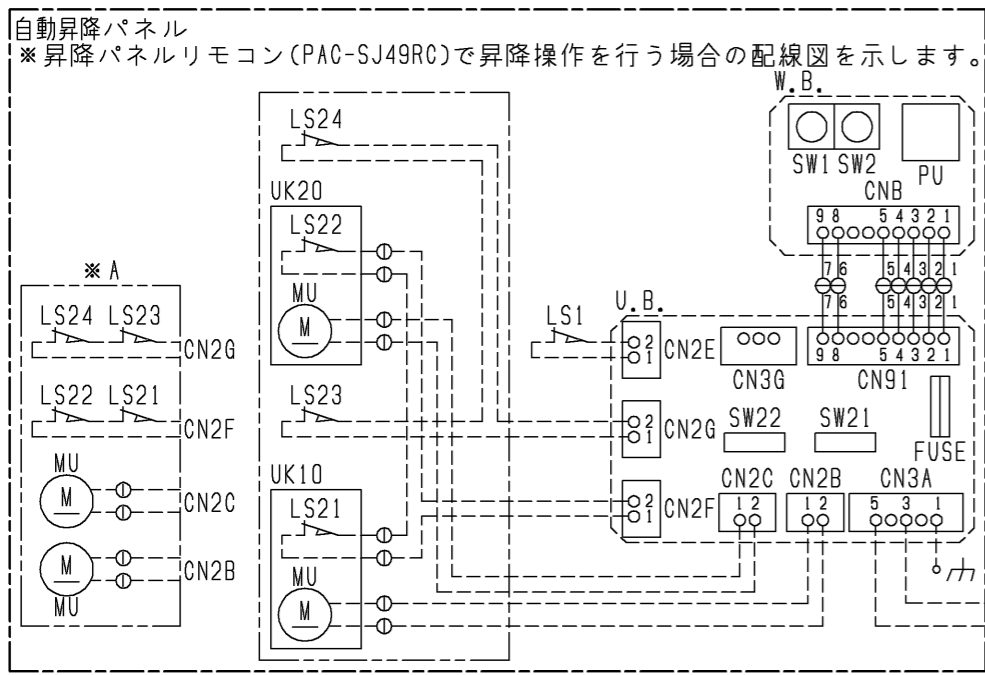 自動昇降パネル
※昇降パネルリモコン(PAC-SJ49RC)で昇降操作を行う場合の配線図を示します。
W.B.
SW1 SW2 PU
CNB
9 8 5 4 3 2 1
7 6 5 4 3 2 1
7 6 5 4 3 2 1
U.B.
9 8 5 4 3 2 1
CN91
LS1
2
1
CN2E
CN3G
FUSE
SW22
SW21
2
1
CN2G
2
1
CN2F
CN2C
1 2
CN2B
1 2
CN3A
5 3 1
LS24
UK20
LS22
MU
M
LS23
UK10
LS21
MU
M
※A
LS24 LS23
CN2G
LS22 LS21
CN2F
MU
M
CN2C
M
CN2B
MU